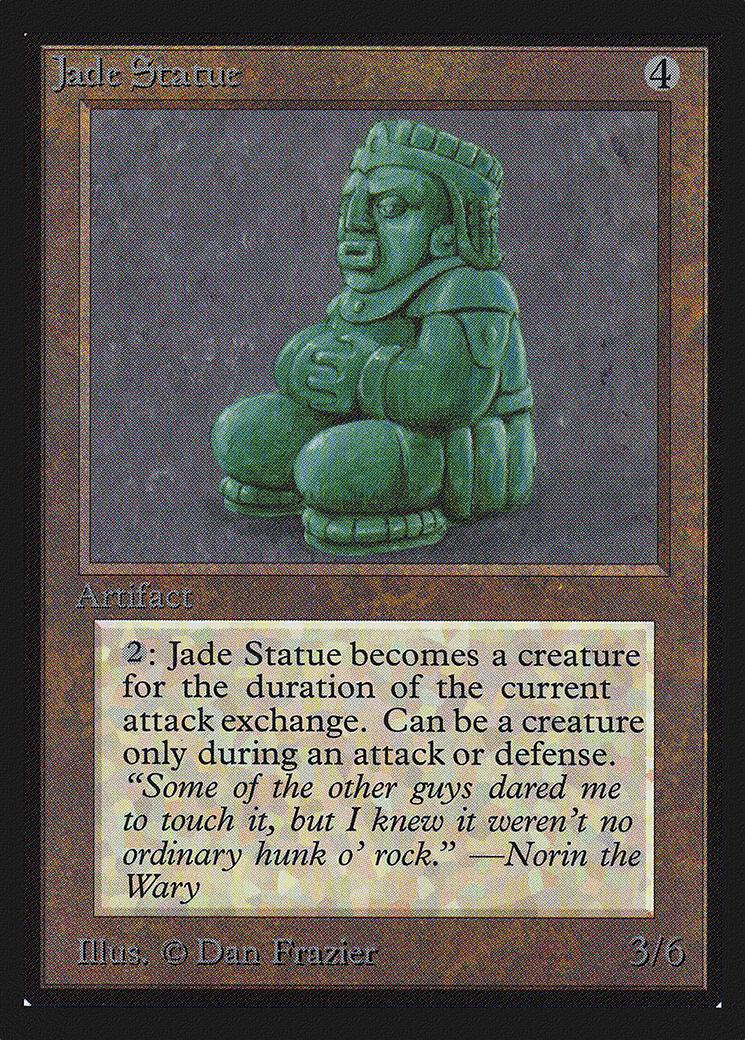 Jade Statue
4
Artifact
2: Jade Statue becomes a creature
for the duration of the current
attack exchange. Can be a creature
only during an attack or defense.
“Some of the other guys dared me
to touch it, but I knew it weren’t no
ordinary hunk o’ rock.” —Norin the
Wary
Illus. © Dan Frazier
3/6